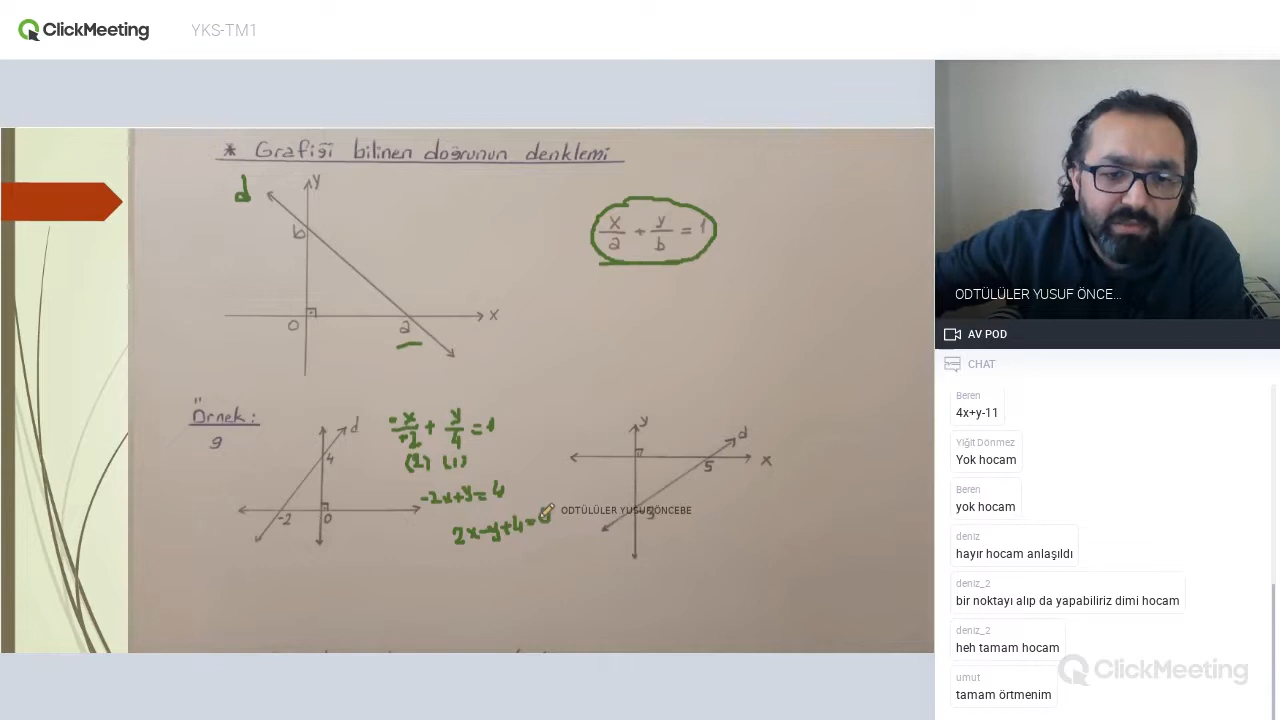 ClickMeeting
YKS-TM1
* Grafiği bilinen doğrunun denklemi
d
y
b
0
a
x
x/a + y/b = 1
Örnek:
9
d
4
-2
0
-x/-2 + y/4 = 1
(2) (1)
-2x+y=4
2x-y+4=0
y
d
5
x
ODTÜLÜLER YUSUF ÖNCEBE
ODTÜLÜLER YUSUF ÖNCE...
AV POD
CHAT
Beren
4x+y-11
Yiğit Dönmez
Yok hocam
Beren
yok hocam
deniz
hayır hocam anlaşıldı
deniz_2
bir noktayı alıp da yapabiliriz dimi hocam
deniz_2
heh tamam hocam
umut
tamam örtmenim
ClickMeeting